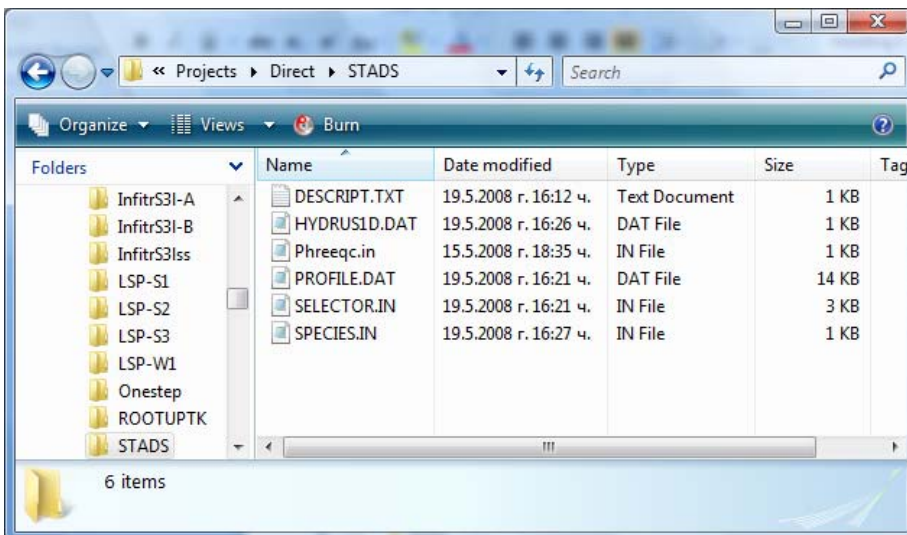 « Projects ▸ Direct ▸ STADS Search
Organize Views Burn
Folders Name Date modified Type Size Tag
InfitrS3I-A DESCRIPT.TXT 19.5.2008 г. 16:12 ч. Text Document 1 KB
InfitrS3I-B HYDRUS1D.DAT 19.5.2008 г. 16:26 ч. DAT File 1 KB
InfitrS3Iss Phreeqc.in 15.5.2008 г. 18:35 ч. IN File 1 KB
LSP-S1 PROFILE.DAT 19.5.2008 г. 16:21 ч. DAT File 14 KB
LSP-S2 SELECTOR.IN 19.5.2008 г. 16:21 ч. IN File 3 KB
LSP-S3 SPECIES.IN 19.5.2008 г. 16:27 ч. IN File 1 KB
LSP-W1
Onestep
ROOTUPTK
STADS
6 items